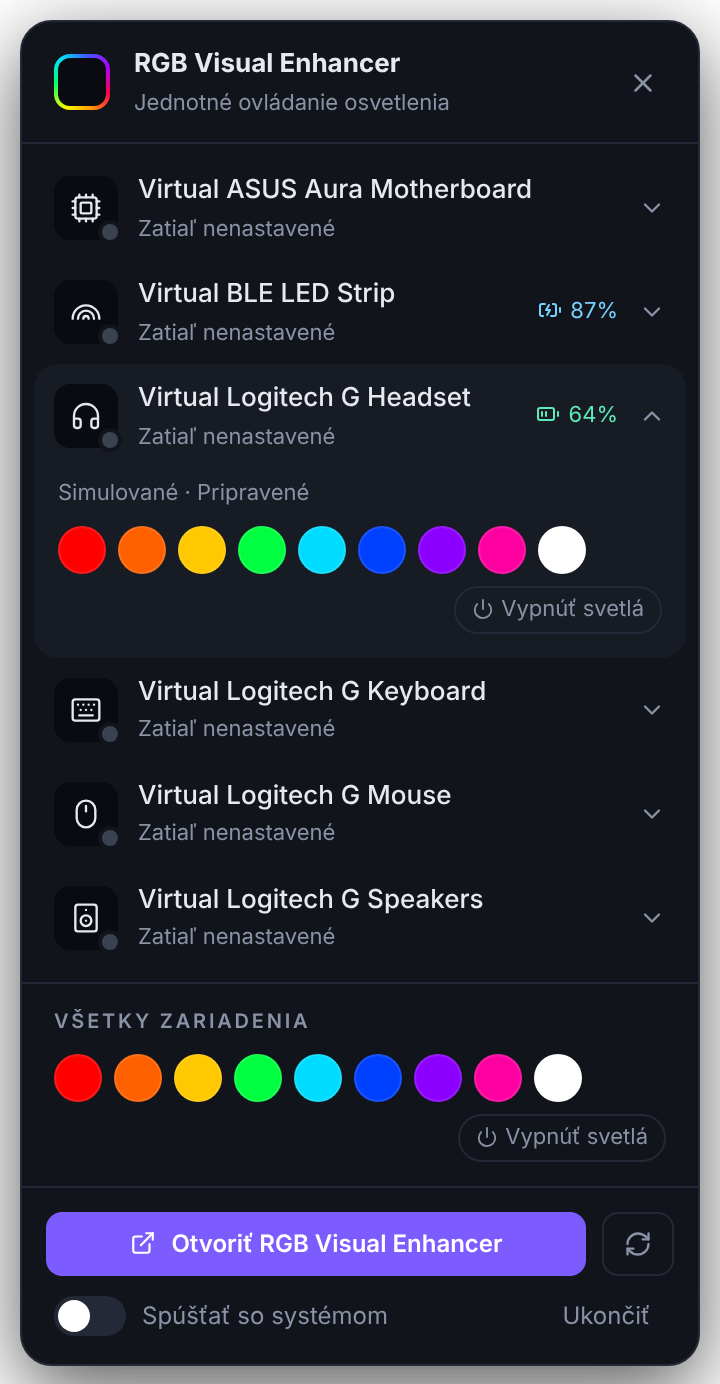 RGB Visual Enhancer
Jednotné ovládanie osvetlenia
Virtual ASUS Aura Motherboard
Zatiaľ nenastavené
Virtual BLE LED Strip
87%
Zatiaľ nenastavené
Virtual Logitech G Headset
64%
Zatiaľ nenastavené
Simulované · Pripravené
Vypnúť svetlá
Virtual Logitech G Keyboard
Zatiaľ nenastavené
Virtual Logitech G Mouse
Zatiaľ nenastavené
Virtual Logitech G Speakers
Zatiaľ nenastavené
VŠETKY ZARIADENIA
Vypnúť svetlá
Otvoriť RGB Visual Enhancer
Spúšťať so systémom Ukončiť